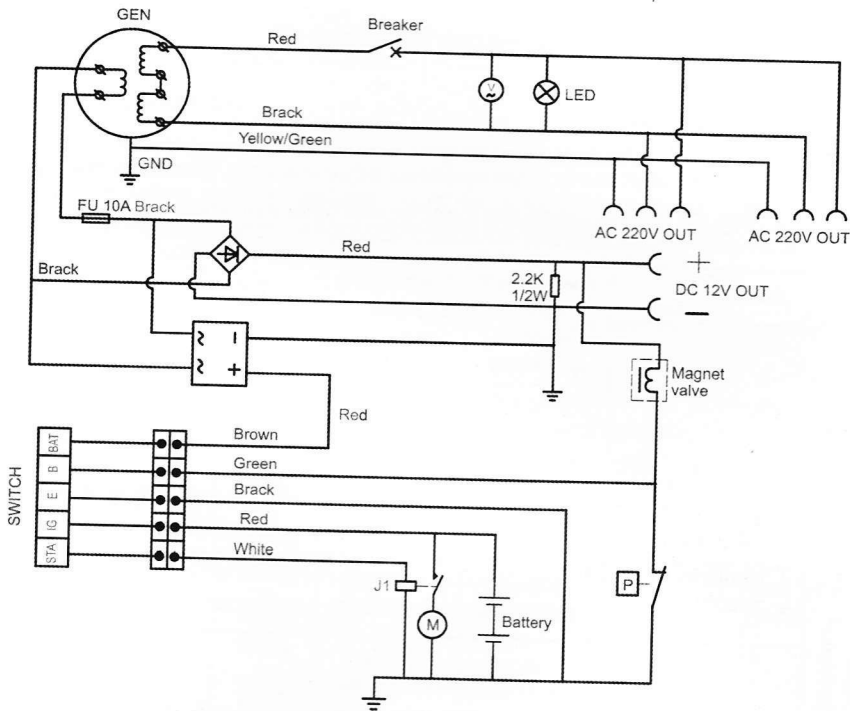 GEN
Red
Breaker
V
~
LED
Brack
Yellow/Green
GND
FU 10A Brack
AC 220V OUT
AC 220V OUT
Red
+
Brack
2.2K
1/2W
DC 12V OUT
−
~ −
~ +
Magnet
valve
Red
SWITCH
BAT
Brown
B
Green
E
Brack
IG
Red
STA
White
J1
M
Battery
P